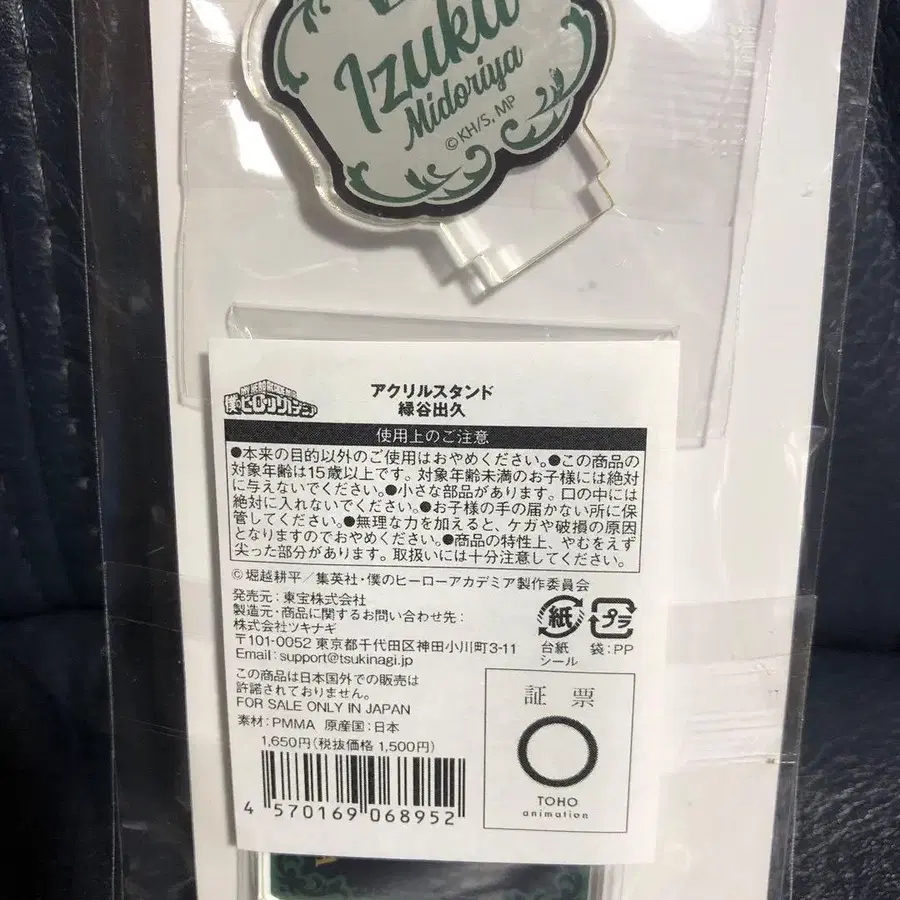 Izuku
Midoriya
©KH/S, MP
僕のヒーローアカデミア
アクリルスタンド
緑谷出久
使用上のご注意
●本来の目的以外のご使用はおやめください。●この商品の
対象年齢は15歳以上です。対象年齢未満のお子様には絶対
に与えないでください。●小さな部品があります。口の中には
絶対に入れないでください。●お子様の手の届かない所に保
管してください。●無理な力を加えると、ケガや破損の原因
となりますのでおやめください。●商品の特性上、やむをえず
尖った部分があります。取扱いには十分注意してください。
©堀越耕平/集英社・僕のヒーローアカデミア製作委員会
発売元:東宝株式会社
製造元・商品に関するお問い合わせ先:
株式会社ツキナギ
〒101-0052 東京都千代田区神田小川町3-11
Email:support@tsukinagi.jp
紙
台紙
シール
プラ
袋:PP
この商品は日本国外での販売は
許諾されておりません。
FOR SALE ONLY IN JAPAN
素材:PMMA 原産国:日本
1,650円(税抜価格 1,500円)
4 570169 068952
証票
TOHO
animation